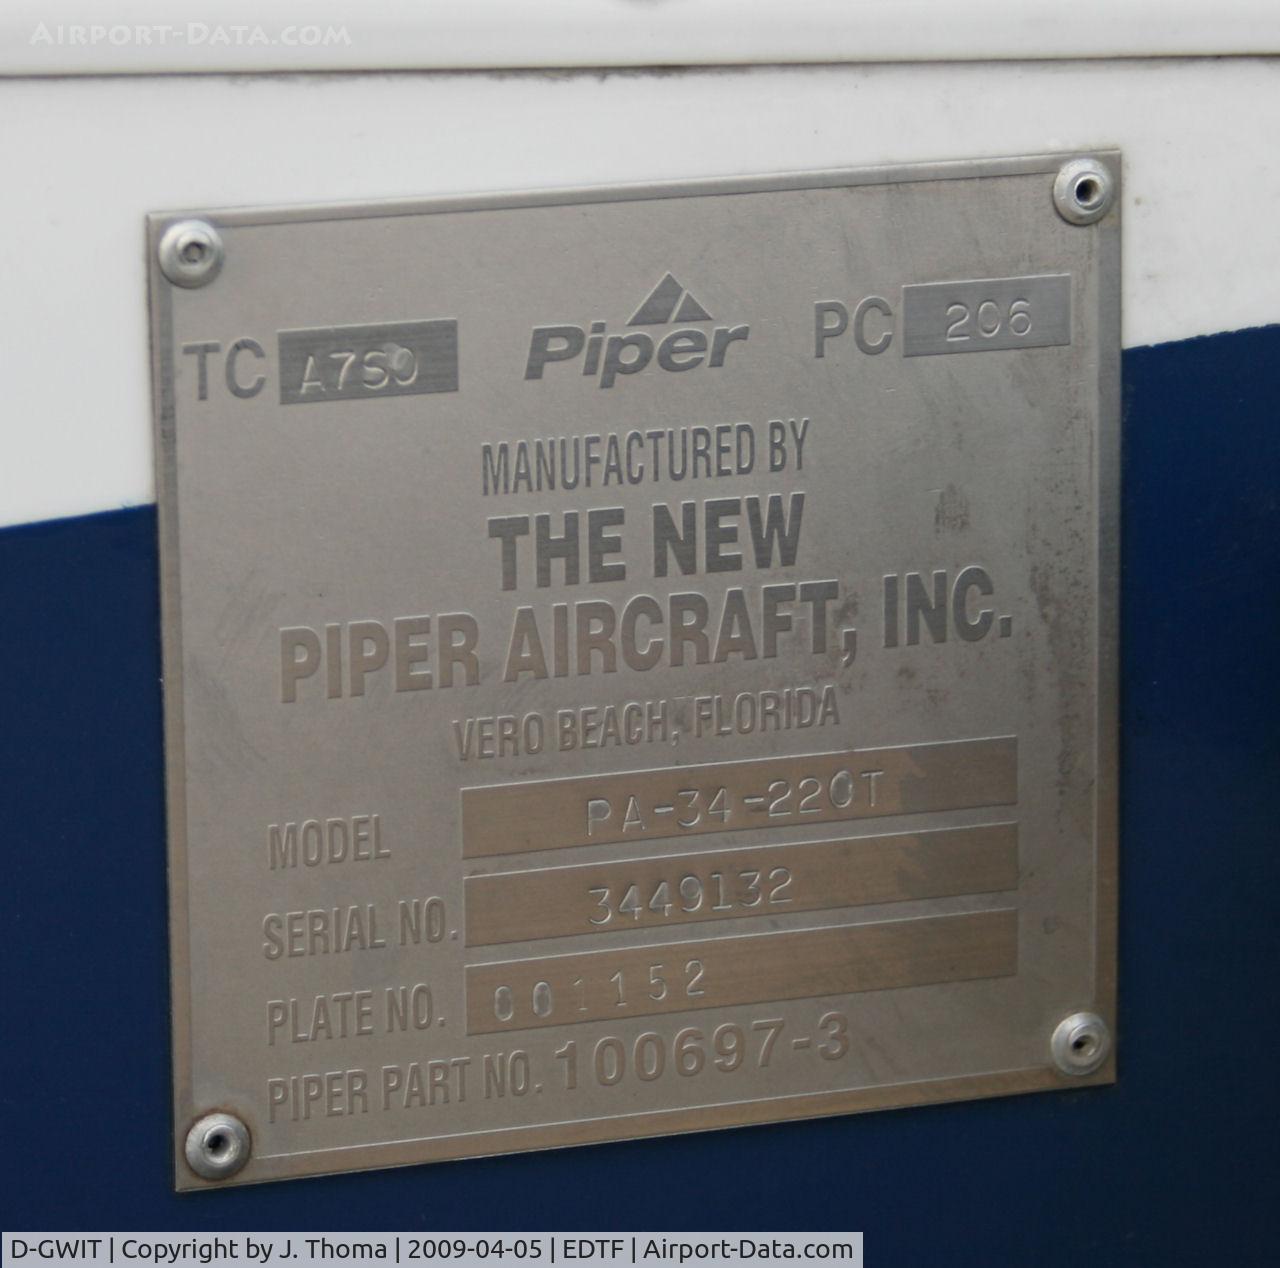 AIRPORT-DATA.COM
TC A7SO Piper PC 206
MANUFACTURED BY
THE NEW
PIPER AIRCRAFT, INC.
VERO BEACH, FLORIDA
MODEL PA-34-220T
SERIAL NO. 3449132
PLATE NO. 001152
PIPER PART NO. 100697-3
D-GWIT | Copyright by J. Thoma | 2009-04-05 | EDTF | Airport-Data.com